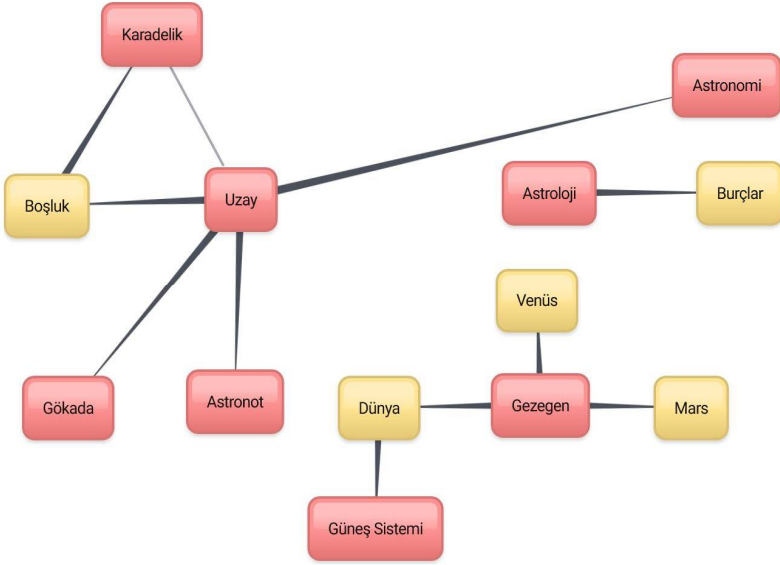 Karadelik
Astronomi
Boşluk
Uzay
Astroloji
Burçlar
Venüs
Gökada
Astronot
Dünya
Gezegen
Mars
Güneş Sistemi